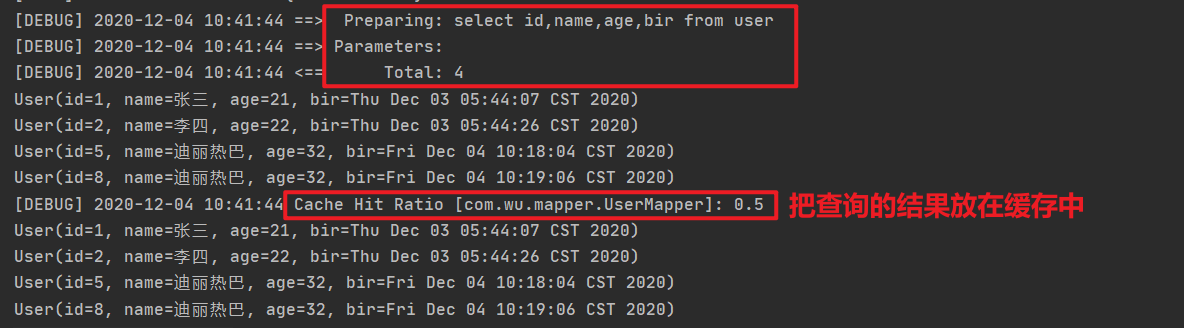 [DEBUG] 2020-12-04 10:41:44 ==>  Preparing: select id,name,age,bir from user
[DEBUG] 2020-12-04 10:41:44 ==> Parameters:
[DEBUG] 2020-12-04 10:41:44 <==      Total: 4
User(id=1, name=张三, age=21, bir=Thu Dec 03 05:44:07 CST 2020)
User(id=2, name=李四, age=22, bir=Thu Dec 03 05:44:26 CST 2020)
User(id=5, name=迪丽热巴, age=32, bir=Fri Dec 04 10:18:04 CST 2020)
User(id=8, name=迪丽热巴, age=32, bir=Fri Dec 04 10:19:06 CST 2020)
[DEBUG] 2020-12-04 10:41:44 Cache Hit Ratio [com.wu.mapper.UserMapper]: 0.5 把查询的结果放在缓存中
User(id=1, name=张三, age=21, bir=Thu Dec 03 05:44:07 CST 2020)
User(id=2, name=李四, age=22, bir=Thu Dec 03 05:44:26 CST 2020)
User(id=5, name=迪丽热巴, age=32, bir=Fri Dec 04 10:18:04 CST 2020)
User(id=8, name=迪丽热巴, age=32, bir=Fri Dec 04 10:19:06 CST 2020)